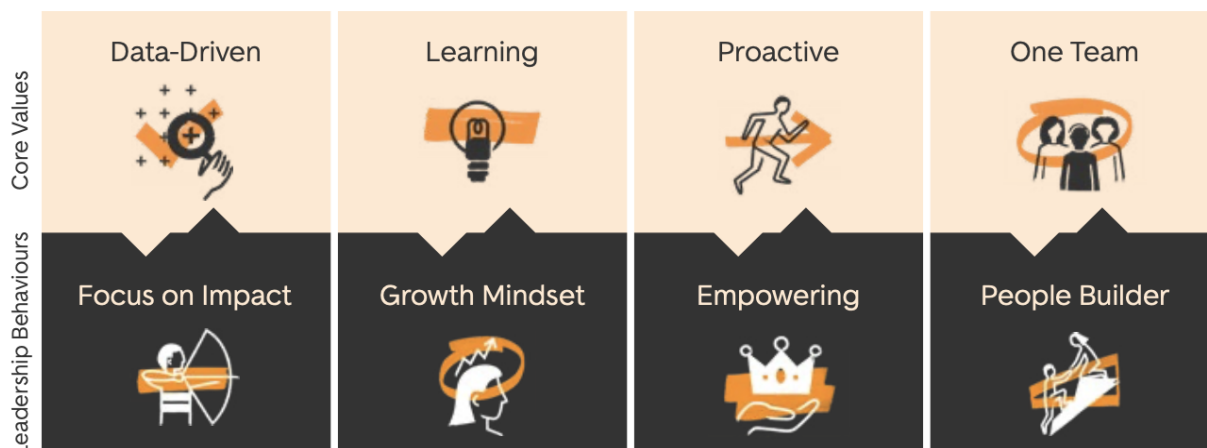 Core Values
Data-Driven
Learning
Proactive
One Team
Leadership Behaviours
Focus on Impact
Growth Mindset
Empowering
People Builder